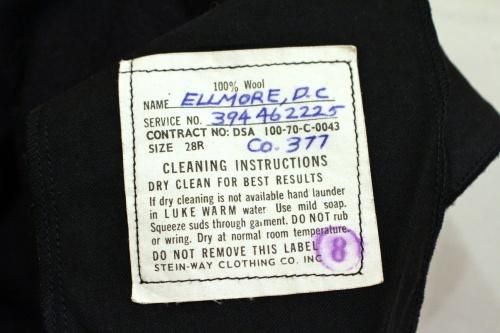 100% Wool
NAME ELLMORE, D.C
SERVICE NO. 394462225
CONTRACT NO: DSA 100-70-C-0043
SIZE 28R CO. 377
CLEANING INSTRUCTIONS
DRY CLEAN FOR BEST RESULTS
If dry cleaning is not available hand launder
in LUKE WARM water Use mild soap.
Squeeze suds through garment. DO NOT rub
or wring. Dry at normal room temperature.
DO NOT REMOVE THIS LABEL
STEIN-WAY CLOTHING CO. INC
8